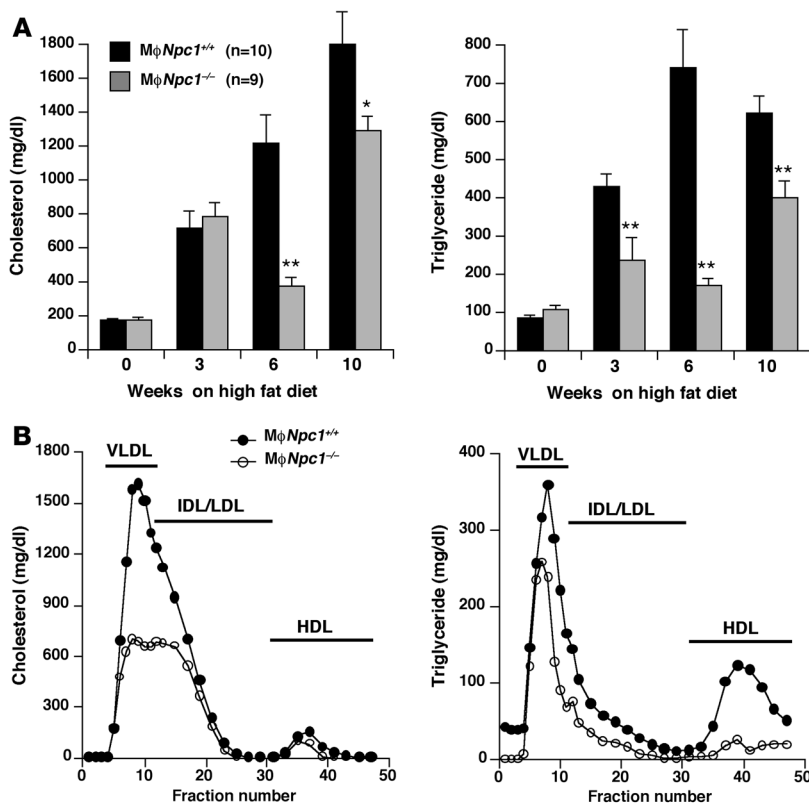 A
Cholesterol (mg/dl)
1800
1600
1400
1200
1000
800
600
400
200
0
MϕNpc1+/+ (n=10)
MϕNpc1–/– (n=9)
**
*
0 3 6 10
Weeks on high fat diet
Triglyceride (mg/dl)
800
700
600
500
400
300
200
100
0
**
**
**
0 3 6 10
Weeks on high fat diet
B
Cholesterol (mg/dl)
1800
1500
1200
900
600
300
0
MϕNpc1+/+
MϕNpc1–/–
VLDL
IDL/LDL
HDL
0 10 20 30 40 50
Fraction number
Triglyceride (mg/dl)
400
300
200
100
0
VLDL
IDL/LDL
HDL
0 10 20 30 40 50
Fraction number